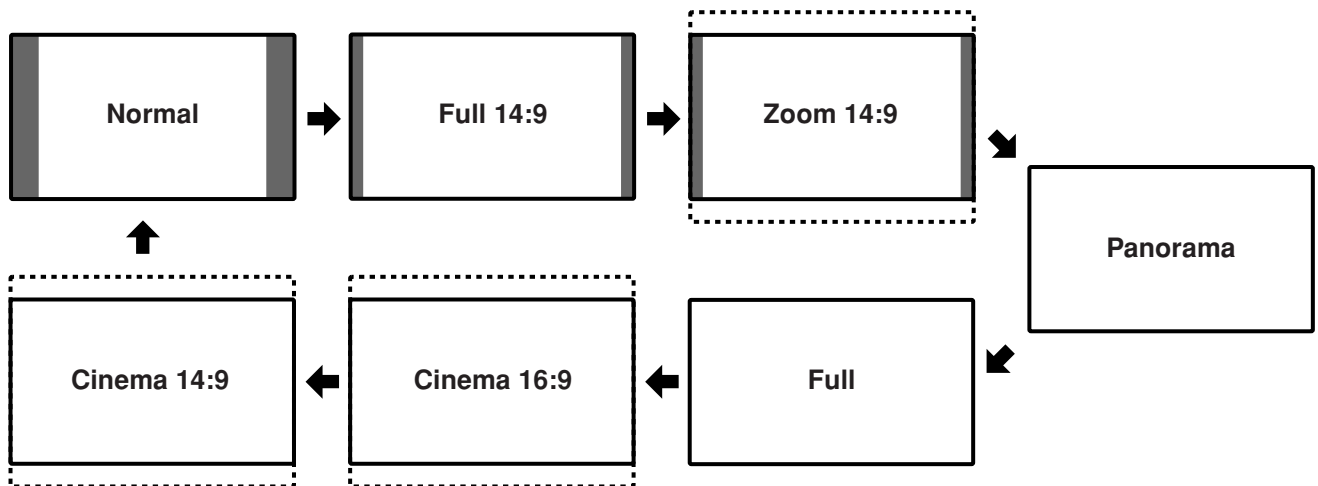 Normal
Full 14:9
Zoom 14:9
Panorama
Cinema 14:9
Cinema 16:9
Full